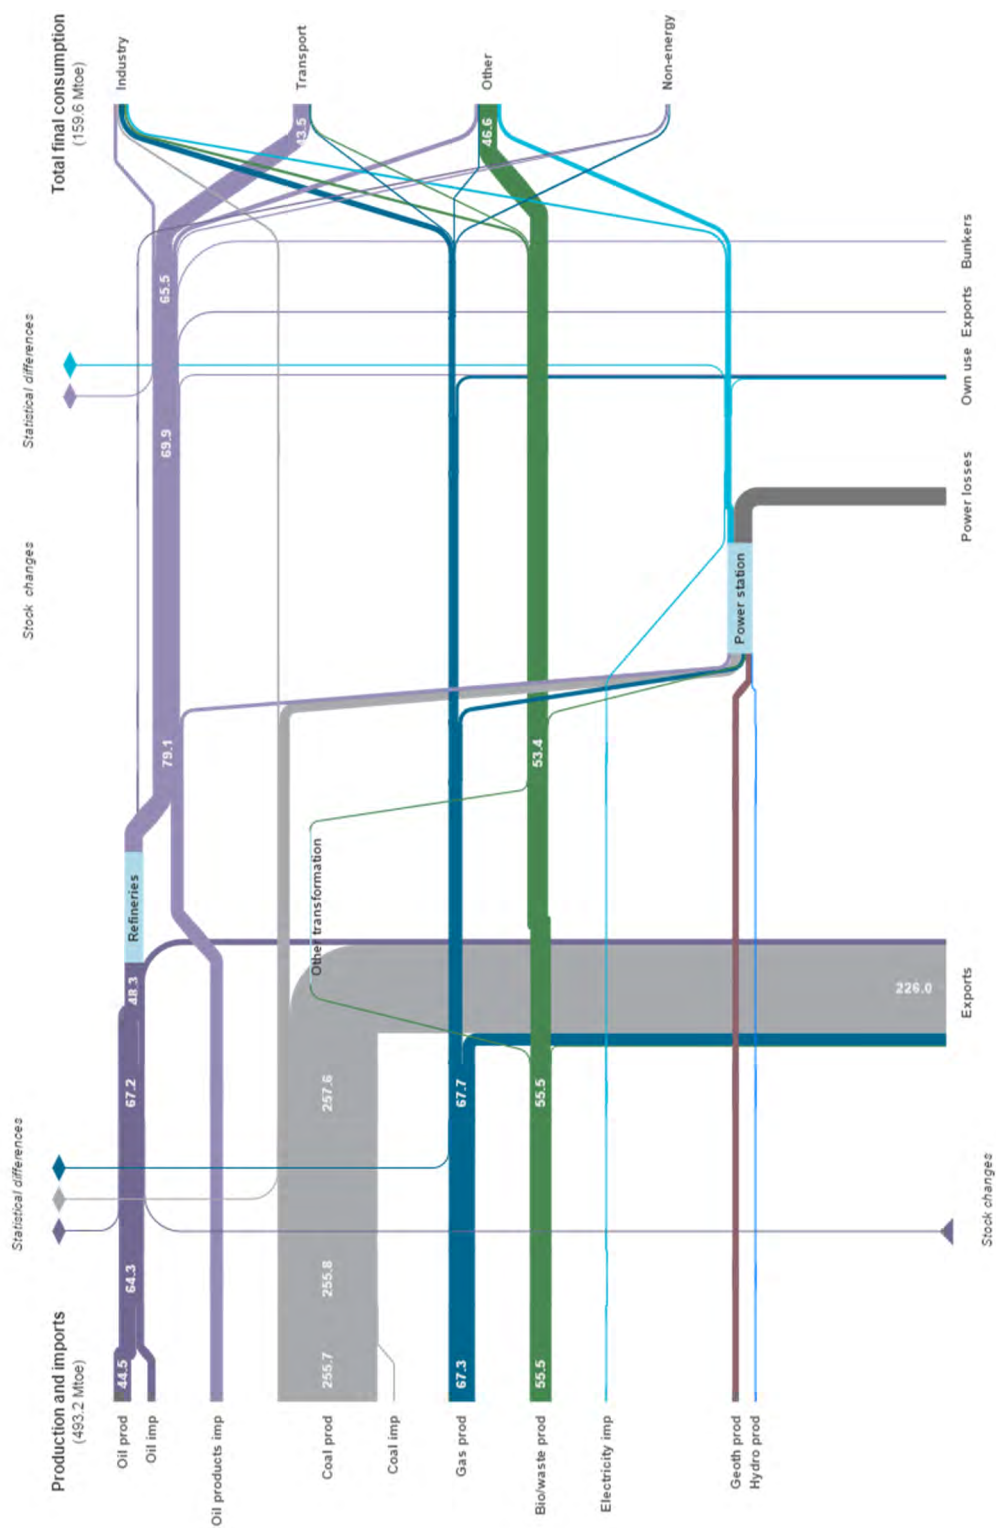 Production and imports
(493.2 Mtoe)
Statistical differences
Stock changes
Statistical differences
Total final consumption
(159.6 Mtoe)
Oil prod
44.5
64.3
67.2
48.3
Refineries
Industry
Oil imp
79.1
69.9
65.5
43.5
Transport
Oil products imp
Coal prod
255.7
255.8
257.6
Other transformation
Coal imp
Gas prod
67.3
67.7
Other
46.6
Bio/waste prod
55.5
55.5
53.4
Electricity imp
Non-energy
Geoth prod
Power station
Hydro prod
226.0
Stock changes
Exports
Power losses
Own use
Exports
Bunkers